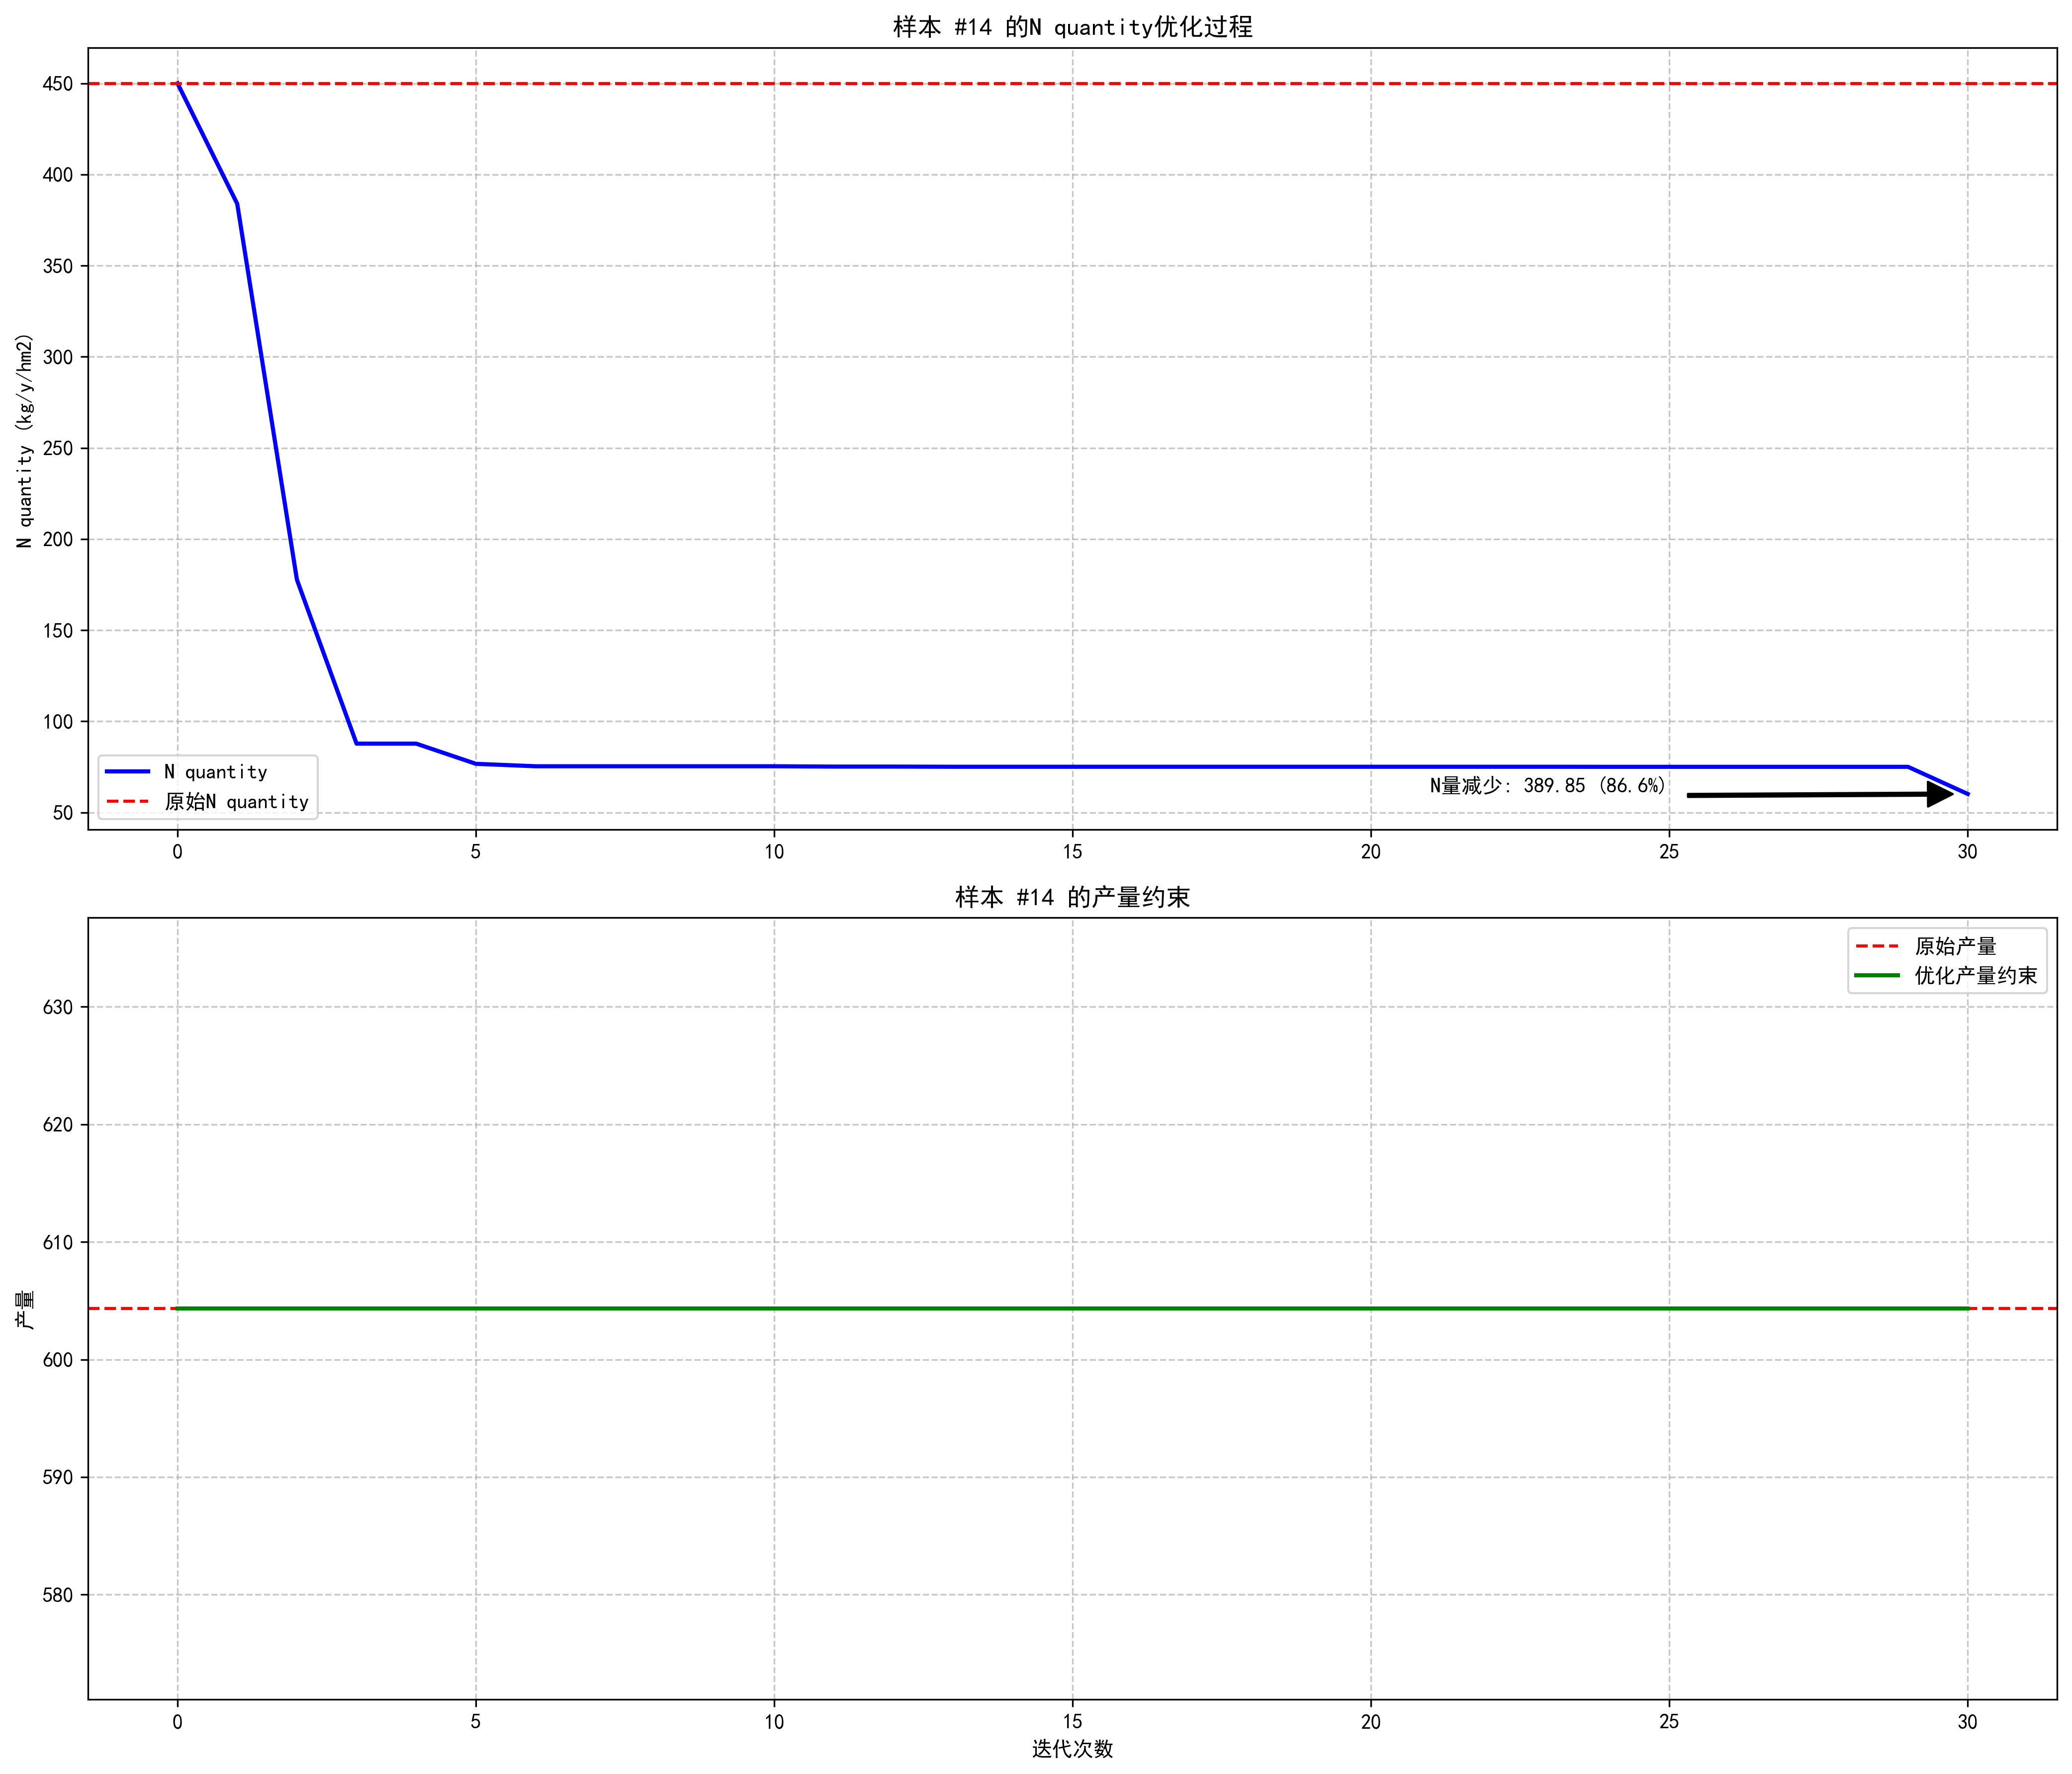 样本 #14 的N quantity优化过程
N quantity (kg/y/hm2)
450
400
350
300
250
200
150
100
50
N quantity
原始N quantity
N量减少: 389.85 (86.6%)
0 5 10 15 20 25 30
样本 #14 的产量约束
产量
630
620
610
600
590
580
原始产量
优化产量约束
0 5 10 15 20 25 30
迭代次数